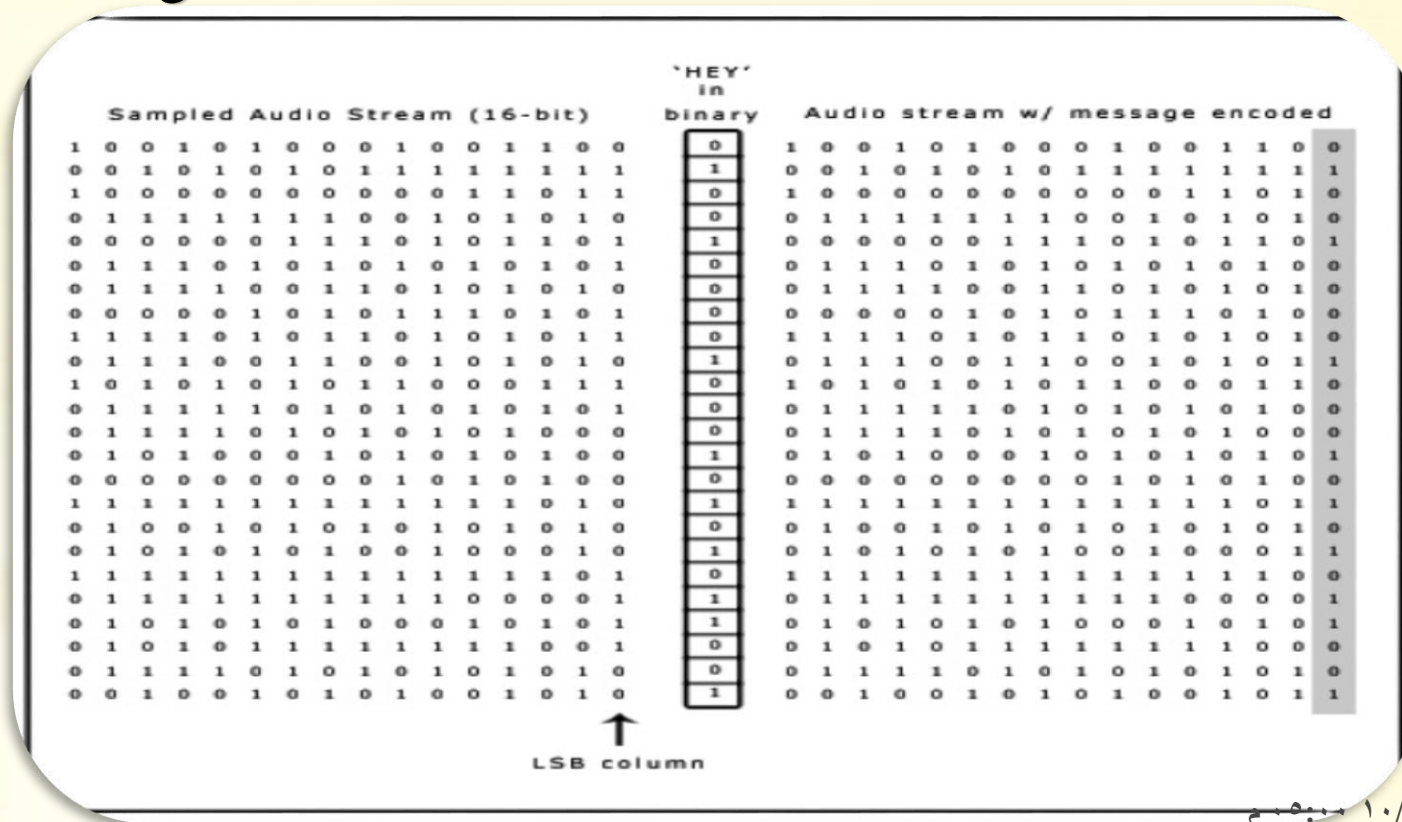 'HEY'
in
Sampled Audio Stream (16-bit) binary Audio stream w/ message encoded
1 0 0 1 0 1 0 0 0 1 0 0 1 1 0 0 0 1 0 0 1 0 1 0 0 0 1 0 0 1 1 0 0
0 0 1 0 1 0 1 0 1 1 1 1 1 1 1 1 1 0 0 1 0 1 0 1 0 1 1 1 1 1 1 1 1
1 0 0 0 0 0 0 0 0 0 0 1 1 0 1 1 0 1 0 0 0 0 0 0 0 0 0 0 1 1 0 1 0
0 1 1 1 1 1 1 1 0 0 1 0 1 0 1 0 0 0 1 1 1 1 1 1 1 0 0 1 0 1 0 1 0
0 0 0 0 0 0 1 1 1 0 1 0 1 1 0 1 1 0 0 0 0 0 0 1 1 1 0 1 0 1 1 0 1
0 1 1 1 0 1 0 1 0 1 0 1 0 1 0 1 0 0 1 1 1 0 1 0 1 0 1 0 1 0 1 0 0
0 1 1 1 1 0 0 1 1 0 1 0 1 0 1 0 0 0 1 1 1 1 0 0 1 1 0 1 0 1 0 1 0
0 0 0 0 0 1 0 1 0 1 1 1 0 1 0 1 0 0 0 0 0 0 1 0 1 0 1 1 1 0 1 0 0
1 1 1 1 0 1 0 1 1 0 1 0 1 0 1 1 0 1 1 1 1 0 1 0 1 1 0 1 0 1 0 1 0
0 1 1 1 0 0 1 1 0 0 1 0 1 0 1 0 1 0 1 1 1 0 0 1 1 0 0 1 0 1 0 1 1
1 0 1 0 1 0 1 0 1 1 0 0 0 1 1 1 0 1 0 1 0 1 0 1 0 1 1 0 0 0 1 1 0
0 1 1 1 1 1 0 1 0 1 0 1 0 1 0 1 0 0 1 1 1 1 1 0 1 0 1 0 1 0 1 0 0
0 1 1 1 1 0 1 0 1 0 1 0 1 0 0 0 0 0 1 1 1 1 0 1 0 1 0 1 0 1 0 0 0
0 1 0 1 0 0 0 1 0 1 0 1 0 1 0 1 1 0 1 0 1 0 0 0 1 0 1 0 1 0 1 0 1
0 0 0 0 0 0 0 0 0 1 0 1 0 1 0 0 0 0 0 0 0 0 0 0 0 0 1 0 1 0 1 0 0
1 1 1 1 1 1 1 1 1 1 1 1 1 0 1 0 1 1 1 1 1 1 1 1 1 1 1 1 1 1 0 1 1
0 1 0 0 1 0 1 0 1 0 1 0 1 0 1 0 0 0 1 0 0 1 0 1 0 1 0 1 0 1 0 1 0
0 1 0 1 0 1 0 1 0 0 1 0 0 0 1 0 1 0 1 0 1 0 1 0 1 0 0 1 0 0 0 1 1
1 1 1 1 1 1 1 1 1 1 1 1 1 1 0 1 0 1 1 1 1 1 1 1 1 1 1 1 1 1 1 0 0
0 1 1 1 1 1 1 1 1 1 1 0 0 0 0 1 1 0 1 1 1 1 1 1 1 1 1 1 0 0 0 0 1
0 1 0 1 0 1 0 1 0 0 0 1 0 1 0 1 1 0 1 0 1 0 1 0 1 0 0 0 1 0 1 0 1
0 1 0 1 0 1 1 1 1 1 1 1 1 0 0 1 0 0 1 0 1 0 1 1 1 1 1 1 1 1 0 0 0
0 1 1 1 1 0 1 0 1 0 1 0 1 0 1 0 0 0 1 1 1 1 0 1 0 1 0 1 0 1 0 1 0
0 0 1 0 0 1 0 1 0 1 0 0 1 0 1 0 1 0 0 1 0 0 1 0 1 0 1 0 0 1 0 1 1
LSB column